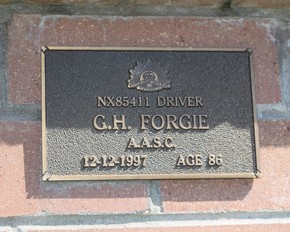 NX85411 DRIVER
G.H. FORGIE
A.A.S.C.
12-12-1997 AGE 86